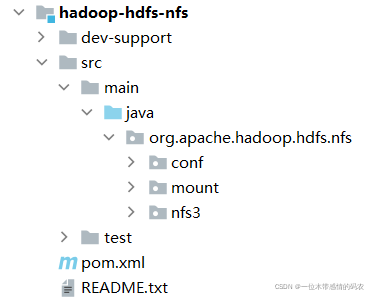 hadoop-hdfs-nfs
dev-support
src
main
java
org.apache.hadoop.hdfs.nfs
conf
mount
nfs3
test
pom.xml
README.txt
CSDN @一位木带感情的码农